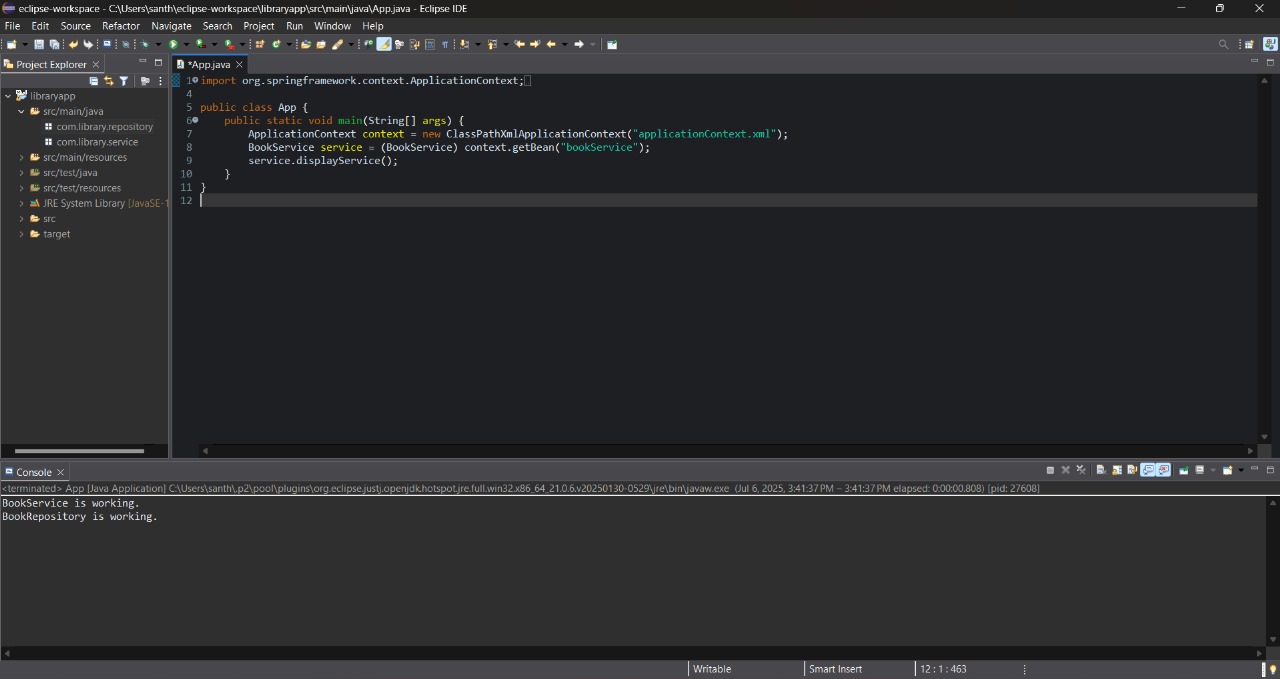 eclipse-workspace - C:\Users\santh\eclipse-workspace\libraryapp\src\main\java\App.java - Eclipse IDE
File Edit Source Refactor Navigate Search Project Run Window Help
Project Explorer
*App.java
libraryapp
src/main/java
com.library.repository
com.library.service
src/main/resources
src/test/java
src/test/resources
JRE System Library [JavaSE-1
src
target
1 import org.springframework.context.ApplicationContext;
4
5 public class App {
6 public static void main(String[] args) {
7 ApplicationContext context = new ClassPathXmlApplicationContext("applicationContext.xml");
8 BookService service = (BookService) context.getBean("bookService");
9 service.displayService();
10 }
11 }
12
Console
<terminated> App [Java Application] C:\Users\santh\.p2\pool\plugins\org.eclipse.justj.openjdk.hotspot.jre.full.win32.x86_64_21.0.6.v20250130-0529\jre\bin\javaw.exe (Jul 6, 2025, 3:41:37 PM – 3:41:37 PM elapsed: 0:00:00.808) [pid: 27608]
BookService is working.
BookRepository is working.
Writable Smart Insert 12 : 1 : 463